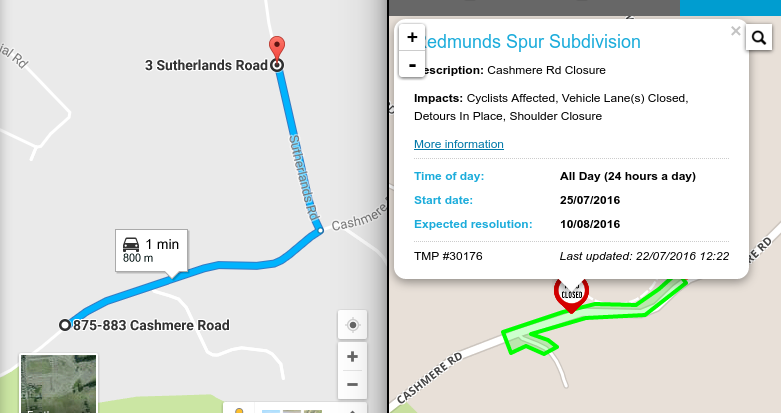 ial Rd
3 Sutherlands Road
Sutherlands Rd
Cashmere
1 min
800 m
875-883 Cashmere Road
+
−
+
-
edmunds Spur Subdivision
×
escription: Cashmere Rd Closure
Impacts: Cyclists Affected, Vehicle Lane(s) Closed,
Detours In Place, Shoulder Closure
More information
Time of day: All Day (24 hours a day)
Start date: 25/07/2016
Expected resolution: 10/08/2016
TMP #30176 Last updated: 22/07/2016 12:22
CLOSED
RE RD
CASHMERE RD